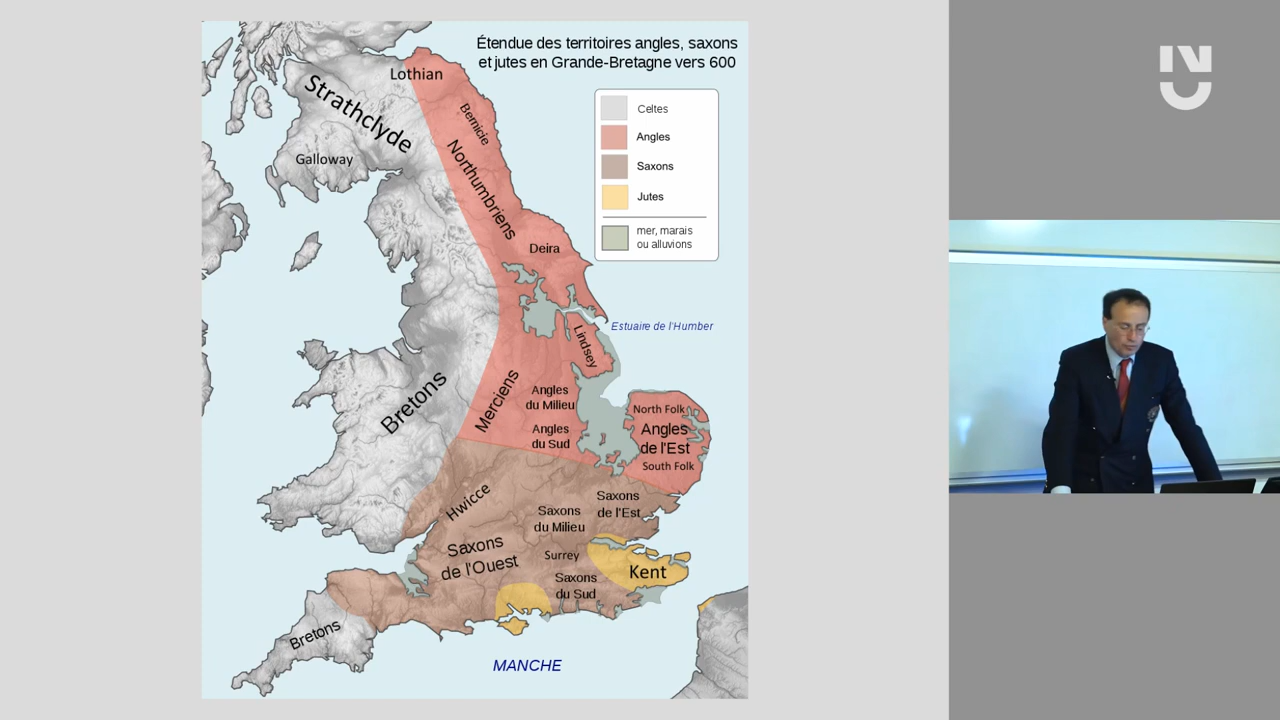 Étendue des territoires angles, saxons
et jutes en Grande-Bretagne vers 600
Celtes
Angles
Saxons
Jutes
mer, marais
ou alluvions
Lothian
Strathclyde
Bernicie
Galloway
Northumbriens
Deira
Estuaire de l'Humber
Lindsey
Bretons
Merciens
Angles
du Milieu
Angles
du Sud
North Folk
Angles
de l'Est
South Folk
Hwicce
Saxons
de l'Est
Saxons
du Milieu
Saxons
de l'Ouest
Surrey
Kent
Saxons
du Sud
Bretons
MANCHE